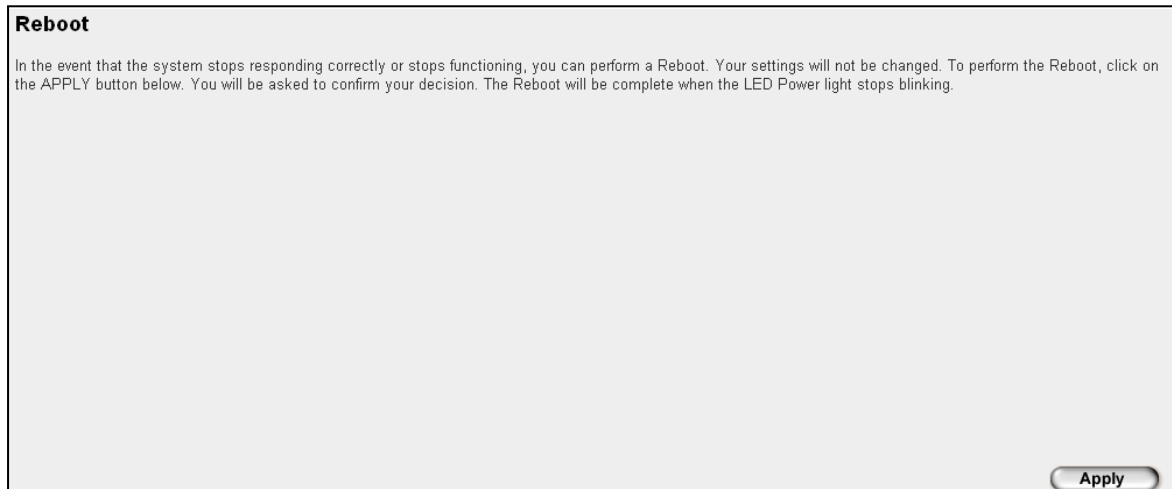 Reboot
In the event that the system stops responding correctly or stops functioning, you can perform a Reboot. Your settings will not be changed. To perform the Reboot, click on
the APPLY button below. You will be asked to confirm your decision. The Reboot will be complete when the LED Power light stops blinking.
Apply